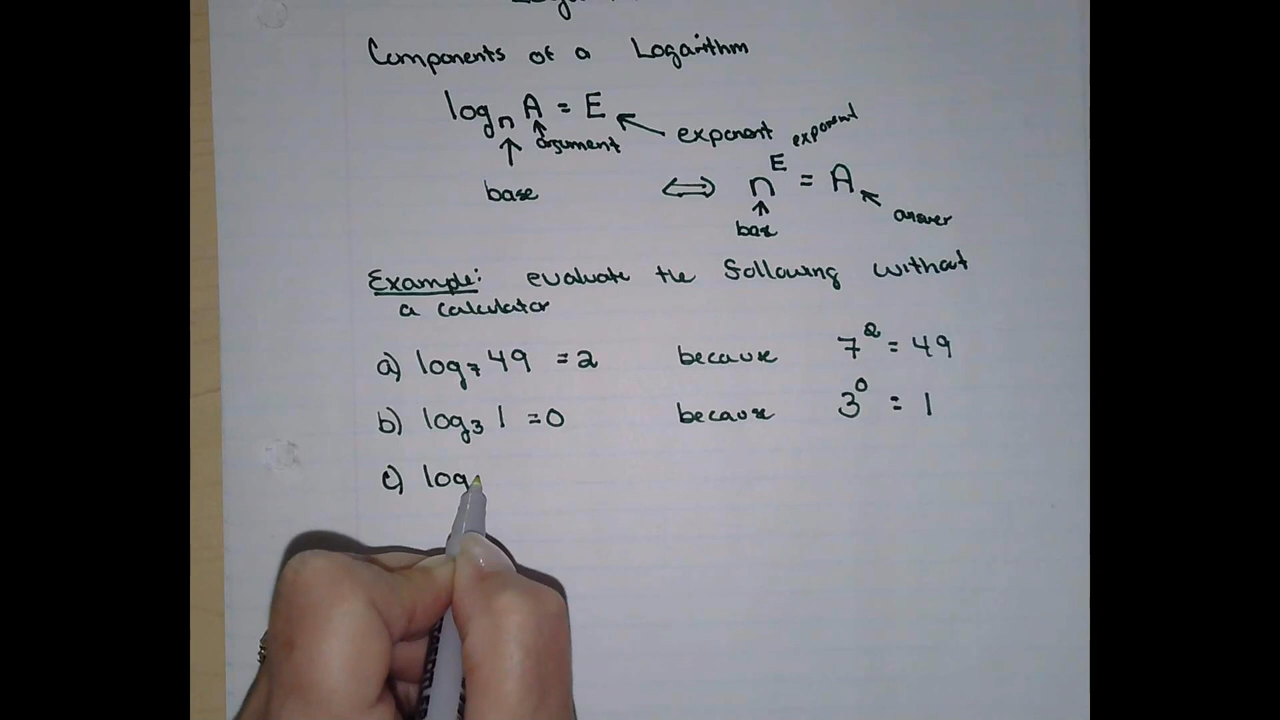 Components of a Logarithm
logₙ A = E
argument
exponent
base
exponent
⟺ nᴱ = A
base
answer
Example: evaluate the following without
a calculator
a) log₇ 49 = 2 because 7² = 49
b) log₃ 1 = 0 because 3⁰ = 1
c) log